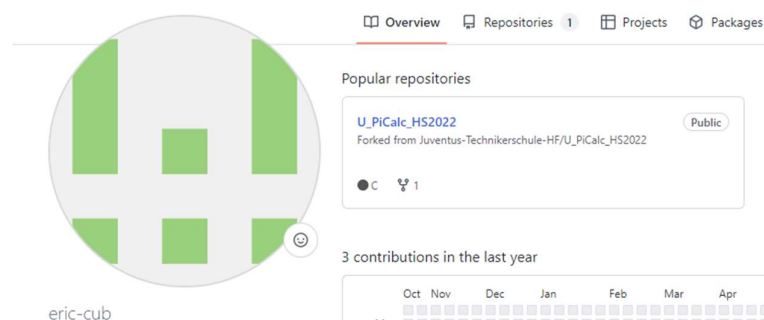 Overview Repositories 1 Projects Packages
Popular repositories
U_PiCalc_HS2022 Public
Forked from Juventus-Technikerschule-HF/U_PiCalc_HS2022
C 1
3 contributions in the last year
Oct Nov Dec Jan Feb Mar Apr
eric-cub